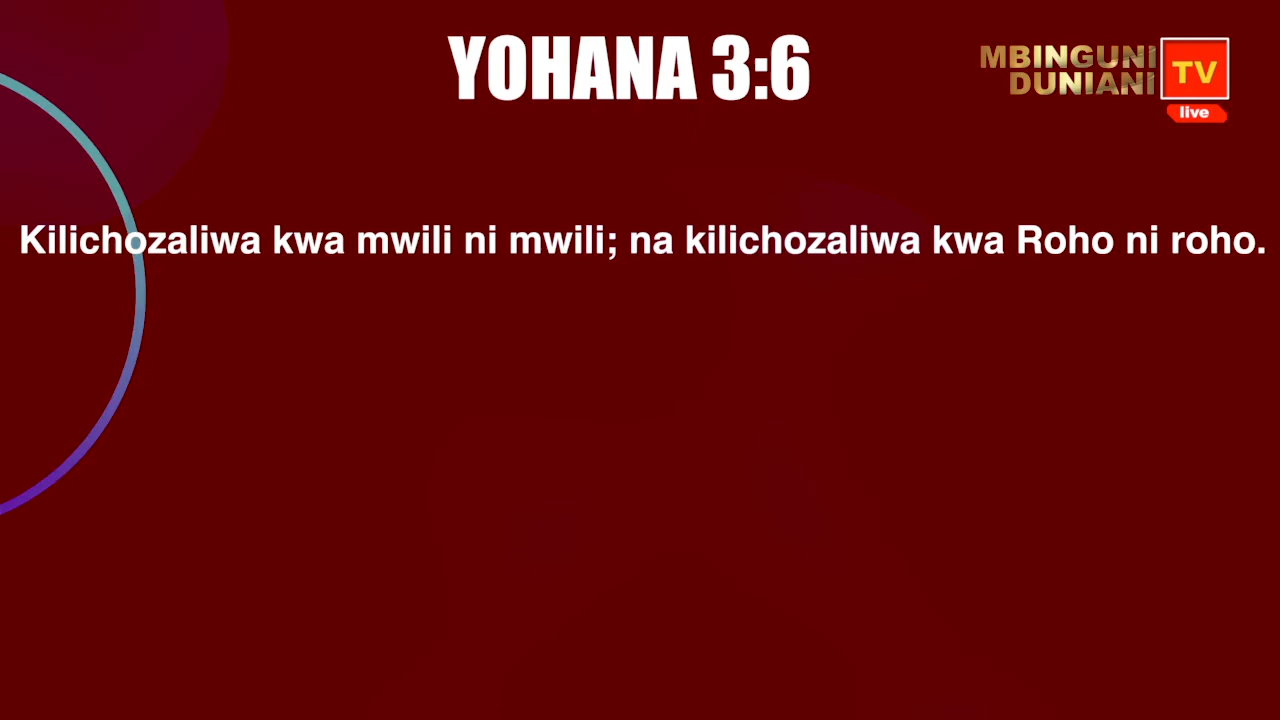 YOHANA 3:6
MBINGUNI
DUNIANI
TV
live
Kilichozaliwa kwa mwili ni mwili; na kilichozaliwa kwa Roho ni roho.